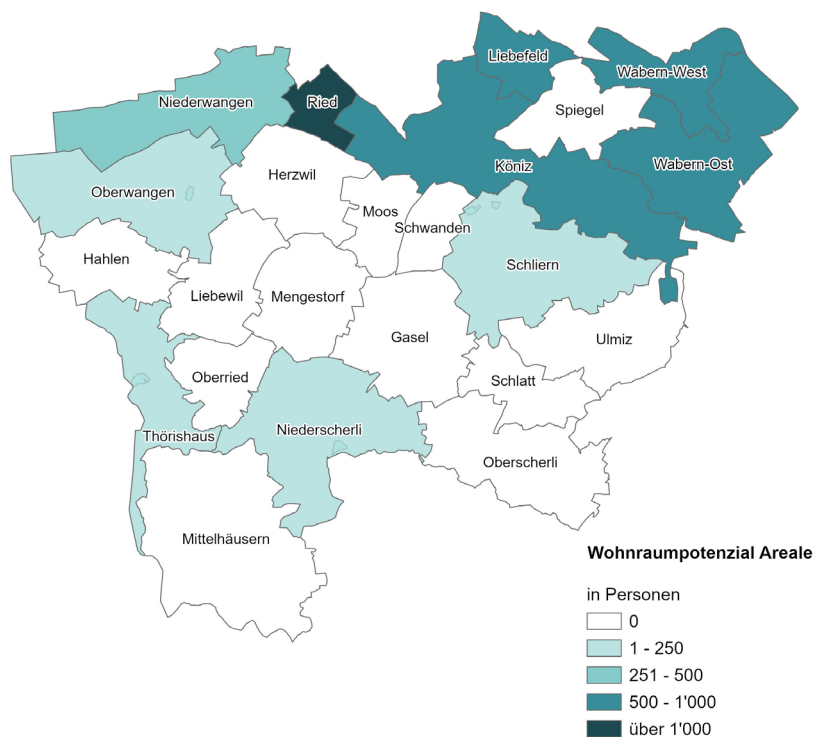 Liebefeld
Wabern-West
Niederwangen
Ried
Spiegel
Köniz
Wabern-Ost
Herzwil
Oberwangen
Moos
Schwanden
Hahlen
Schliern
Liebewil
Mengestorf
Gasel
Ulmiz
Oberried
Schlatt
Thörishaus
Niederscherli
Oberscherli
Mittelhäusern
Wohnraumpotenzial Areale
in Personen
0
1 - 250
251 - 500
500 - 1'000
über 1'000